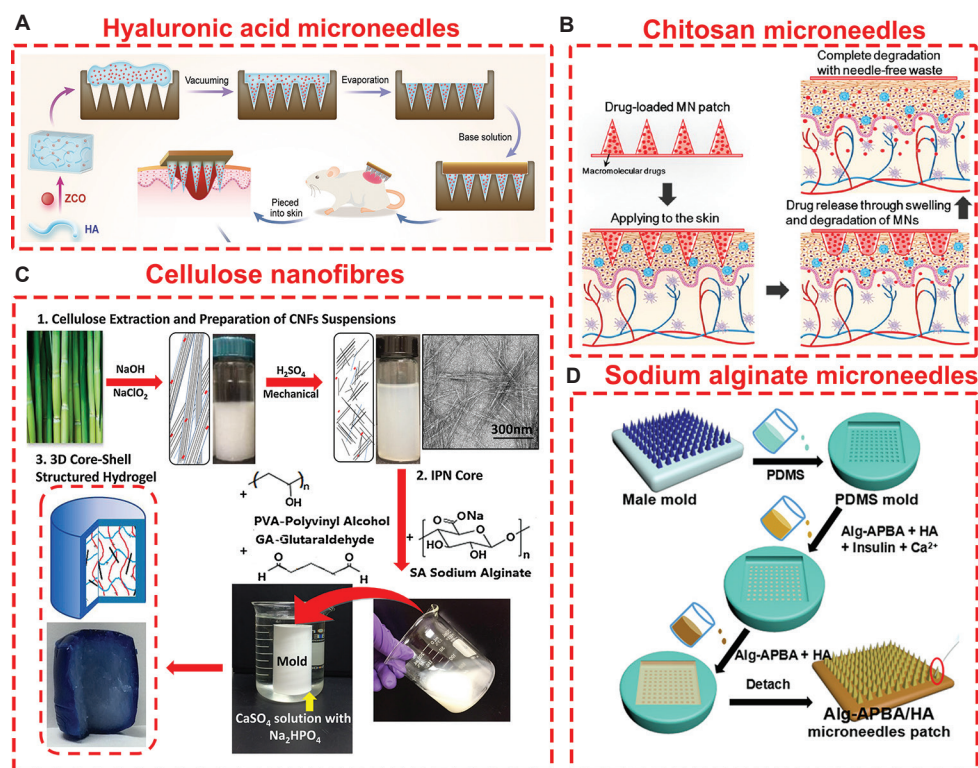 A
Hyaluronic acid microneedles
Vacuuming
Evaporation
Base solution
ZCO
HA
Pieced
into skin
B
Chitosan microneedles
Complete degradation
with needle-free waste
Drug-loaded MN patch
Macromolecular drugs
Applying to the skin
Drug release through swelling
and degradation of MNs
C
Cellulose nanofibres
1. Cellulose Extraction and Preparation of CNFs Suspensions
NaOH
NaClO₂
H₂SO₄
Mechanical
300nm
3. 3D Core-Shell
Structured Hydrogel
2. IPN Core
+
n
OH
PVA-Polyvinyl Alcohol
GA-Glutaraldehyde
+
O
O
H
H
+
O
ONa
O
O
HO
OH
n
SA Sodium Alginate
Mold
CaSO₄ solution with
Na₂HPO₄
D
Sodium alginate microneedles
Male mold
PDMS
PDMS mold
Alg-APBA + HA
+ Insulin + Ca²⁺
Alg-APBA + HA
Detach
Alg-APBA/HA
microneedles patch